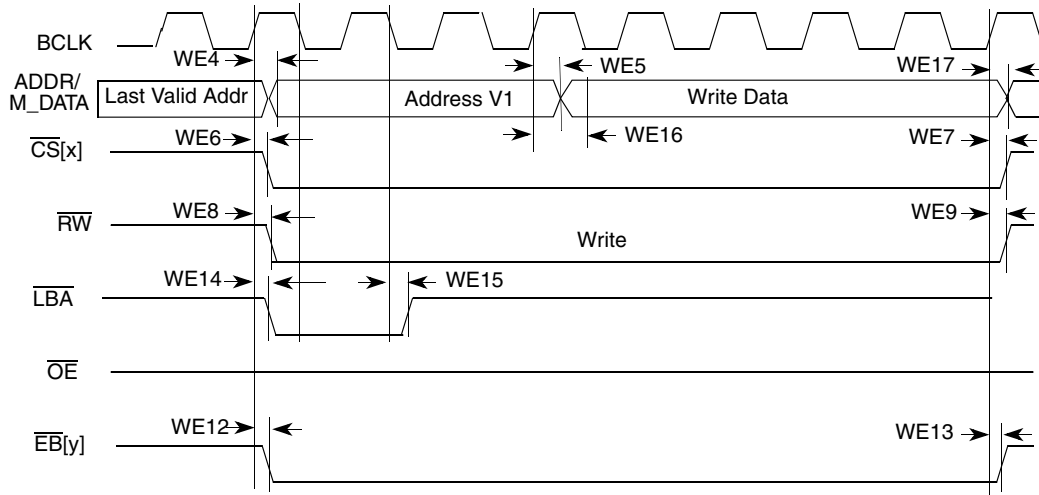 BCLK
WE4
WE5
WE17
ADDR/
M_DATA
Last Valid Addr
Address V1
Write Data
WE6
WE16
WE7
CS[x]
WE8
WE9
RW
Write
WE14
WE15
LBA
OE
WE12
WE13
EB[y]